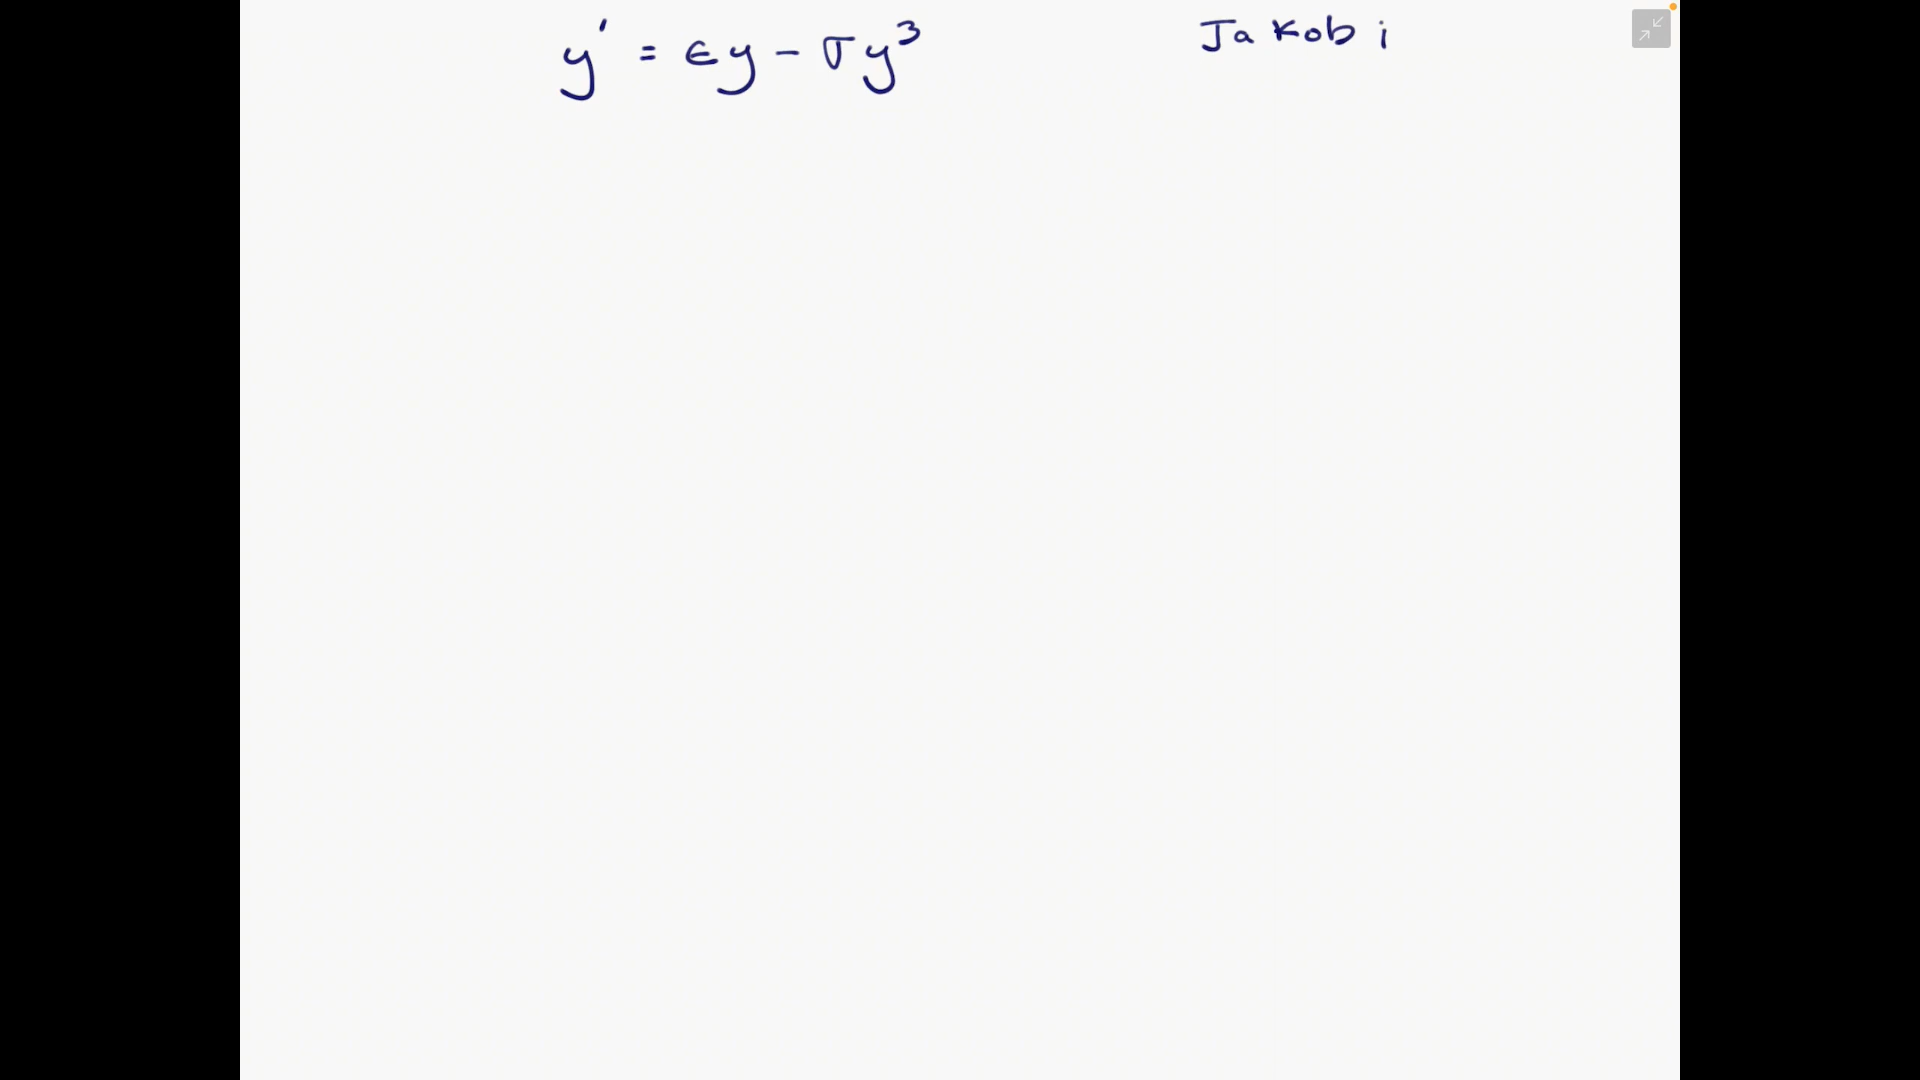 y' = ϵy - σy³
Jakobi